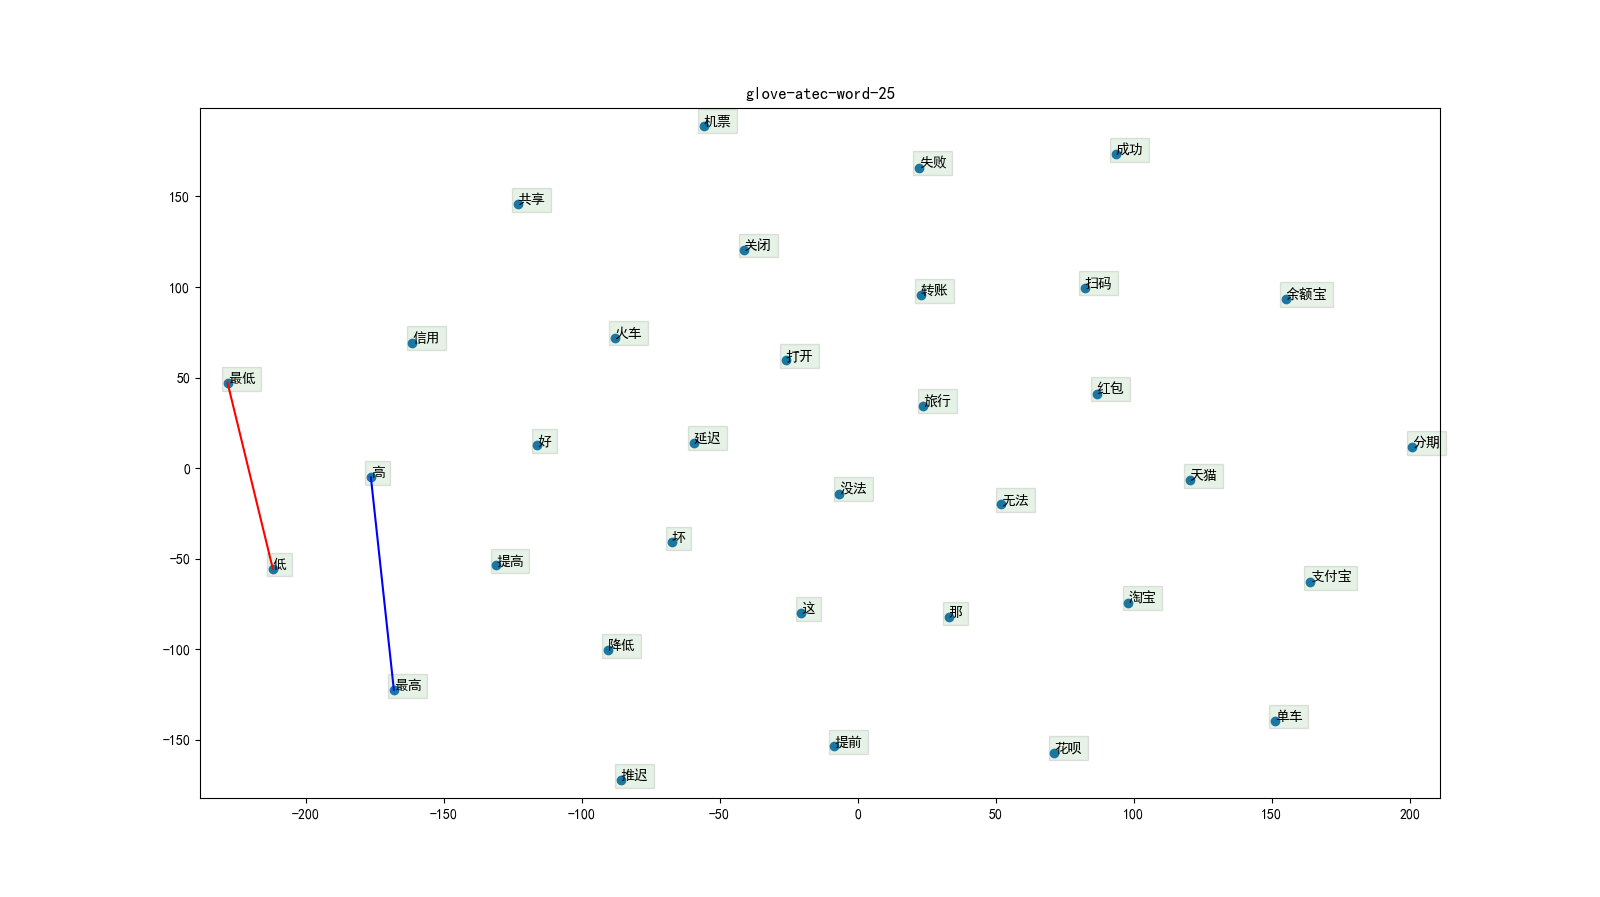 glove-atec-word-25
机票
成功
失败
共享
关闭
扫码
转账
余额宝
火车
信用
打开
最低
红包
旅行
好
延迟
分期
高
天猫
没法
无法
坏
提高
低
支付宝
淘宝
这
那
降低
最高
单车
提前
花呗
推迟
150
100
50
0
−50
−100
−150
−200
−150
−100
−50
0
50
100
150
200